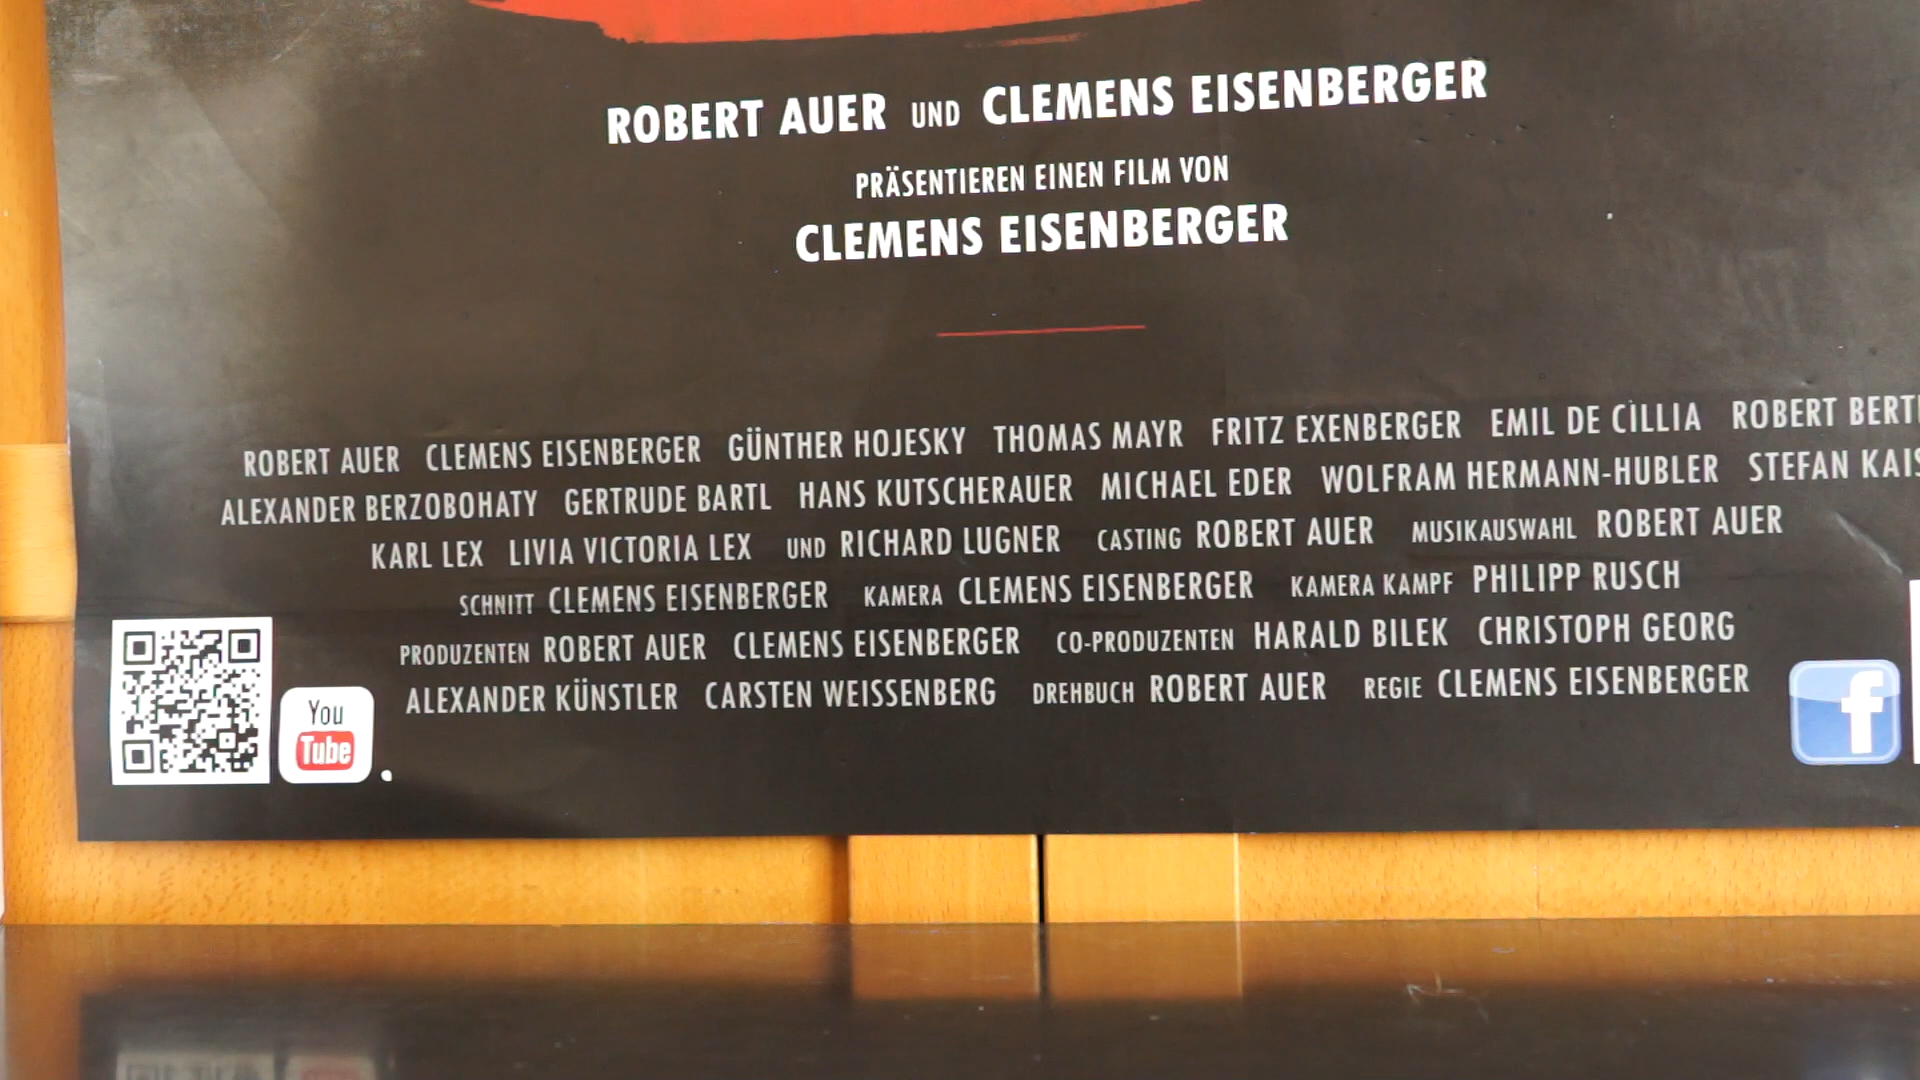 ROBERT AUER UND CLEMENS EISENBERGER
PRÄSENTIEREN EINEN FILM VON
CLEMENS EISENBERGER
ROBERT AUER CLEMENS EISENBERGER GÜNTHER HOJESKY THOMAS MAYR FRITZ EXENBERGER EMIL DE CILLIA ROBERT
ALEXANDER BERZOBOHATY GERTRUDE BARTL HANS KUTSCHERAUER MICHAEL EDER WOLFRAM HERMANN-HUBLER STEFAN
KARL LEX LIVIA VICTORIA LEX UND RICHARD LUGNER CASTING ROBERT AUER MUSIKAUSWAHL ROBERT AUER
SCHNITT CLEMENS EISENBERGER KAMERA CLEMENS EISENBERGER KAMERA KAMPF PHILIPP RUSCH
PRODUZENTEN ROBERT AUER CLEMENS EISENBERGER CO-PRODUZENTEN HARALD BILEK CHRISTOPH GEORG
ALEXANDER KÜNSTLER CARSTEN WEISSENBERG DREHBUCH ROBERT AUER REGIE CLEMENS EISENBERGER
You
Tube
f